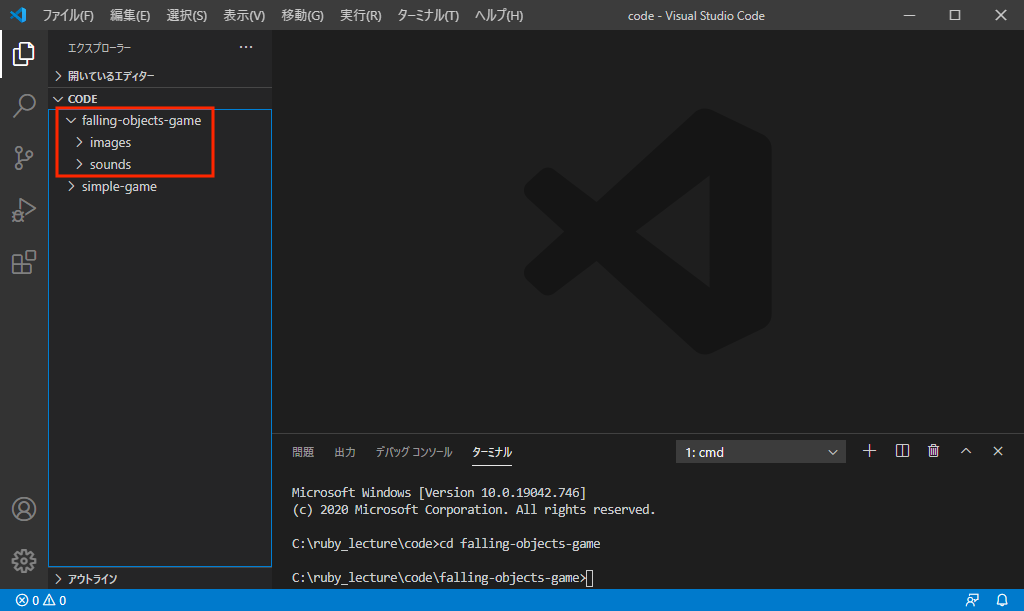 ファイル(F) 編集(E) 選択(S) 表示(V) 移動(G) 実行(R) ターミナル(T) ヘルプ(H) code - Visual Studio Code
エクスプローラー
開いているエディター
CODE
falling-objects-game
images
sounds
simple-game
アウトライン
問題 出力 デバッグ コンソール ターミナル 1: cmd
Microsoft Windows [Version 10.0.19042.746]
(c) 2020 Microsoft Corporation. All rights reserved.
C:\ruby_lecture\code>cd falling-objects-game
C:\ruby_lecture\code\falling-objects-game>
0 0